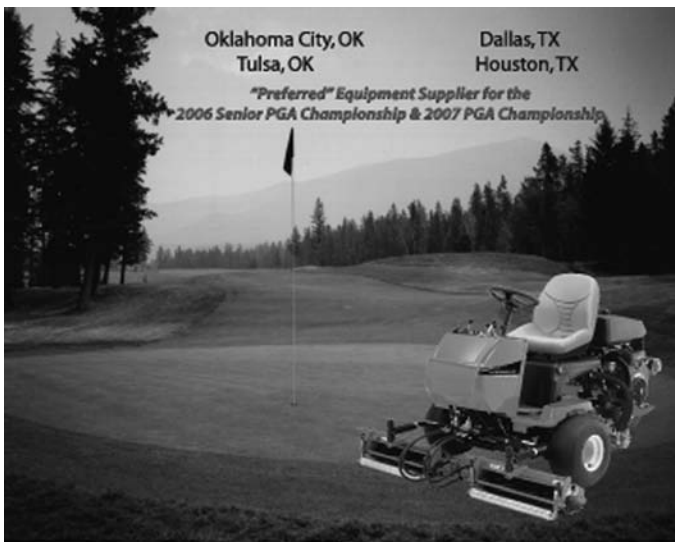 Oklahoma City, OK
Dallas, TX
Tulsa, OK
Houston, TX
"Preferred" Equipment Supplier for the
2006 Senior PGA Championship & 2007 PGA Championship